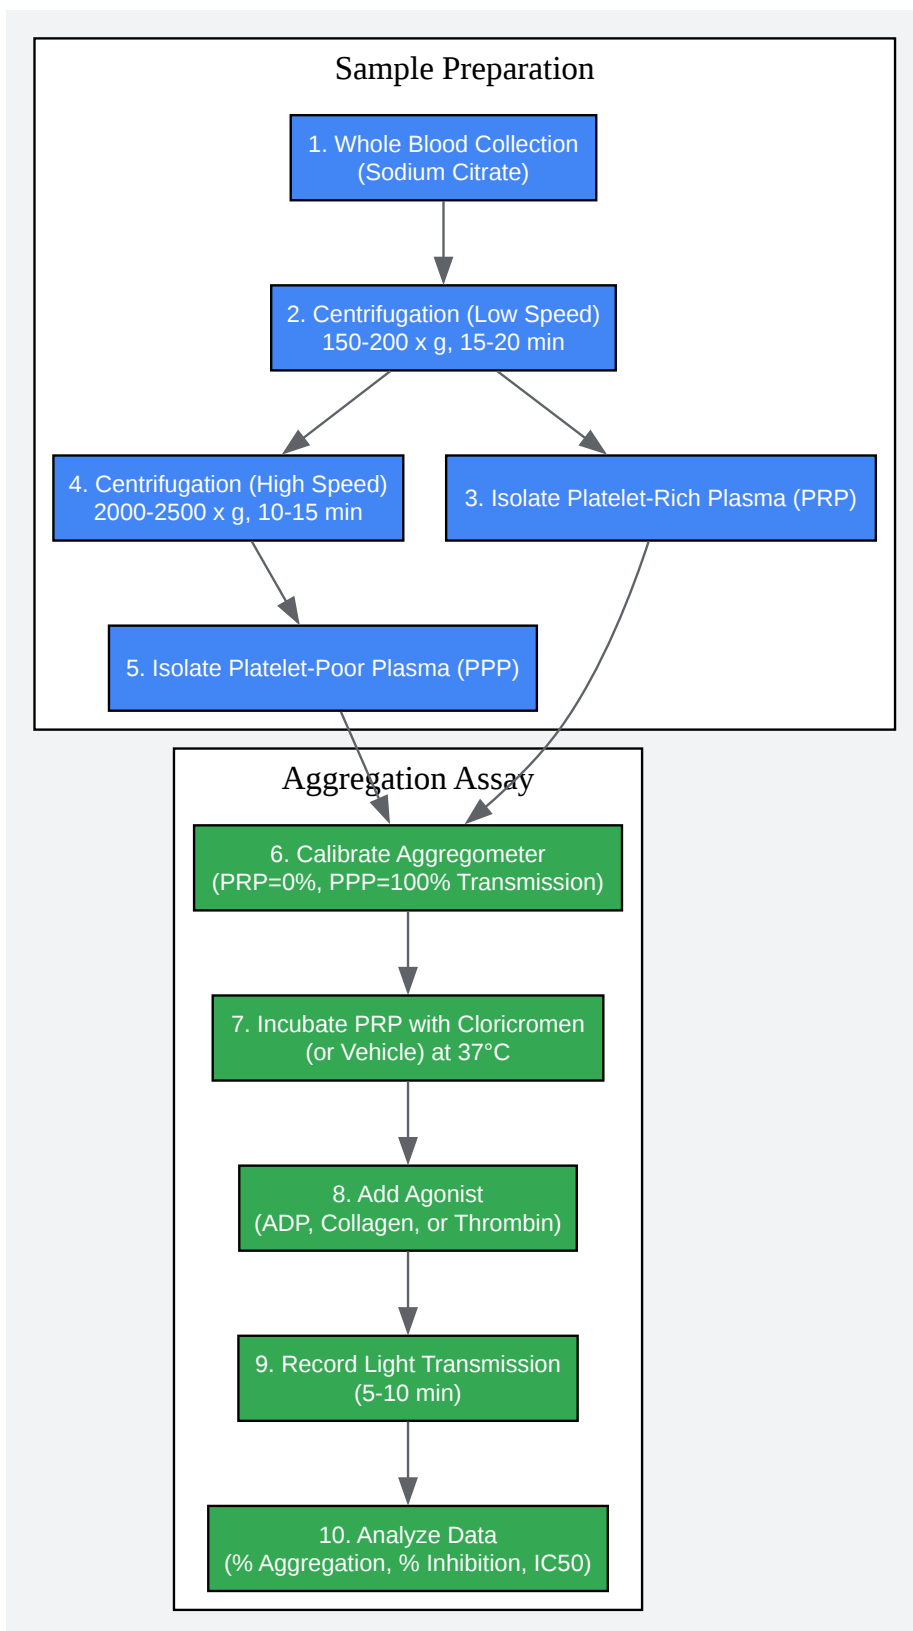 Sample Preparation
1. Whole Blood Collection
(Sodium Citrate)
2. Centrifugation (Low Speed)
150-200 x g, 15-20 min
4. Centrifugation (High Speed)
2000-2500 x g, 10-15 min
3. Isolate Platelet-Rich Plasma (PRP)
5. Isolate Platelet-Poor Plasma (PPP)
Aggregation Assay
6. Calibrate Aggregometer
(PRP=0%, PPP=100% Transmission)
7. Incubate PRP with Cloricromen
(or Vehicle) at 37°C
8. Add Agonist
(ADP, Collagen, or Thrombin)
9. Record Light Transmission
(5-10 min)
10. Analyze Data
(% Aggregation, % Inhibition, IC50)